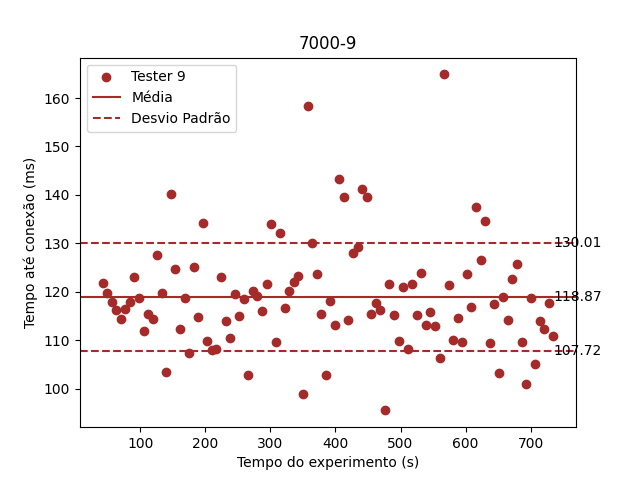 7000-9
Tester 9
Média
Desvio Padrão
Tempo até conexão (ms)
160
150
140
130
120
110
100
130.01
118.87
107.72
100 200 300 400 500 600 700
Tempo do experimento (s)